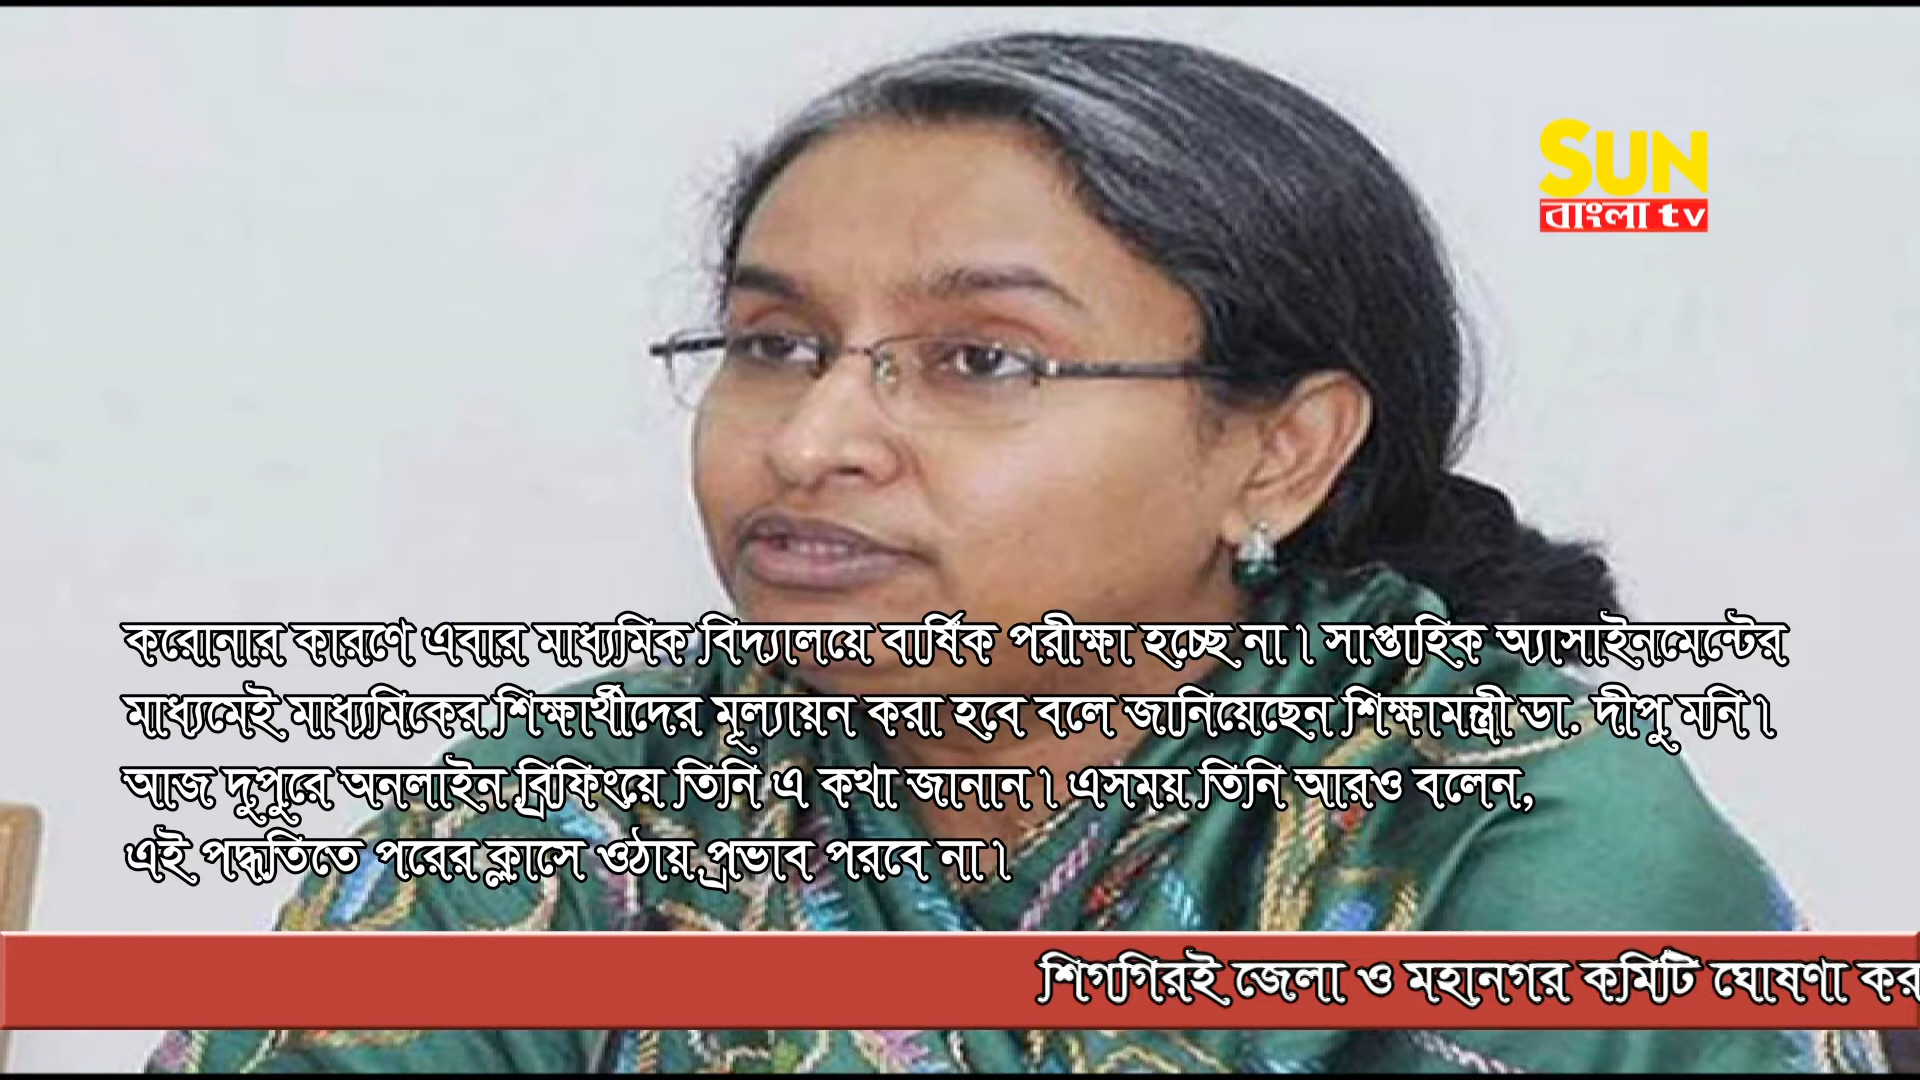 SUN
বাংলা tv
করোনার কারণে এবার মাধ্যমিক বিদ্যালয়ে বার্ষিক পরীক্ষা হচ্ছে না। সাপ্তাহিক অ্যাসাইনমেন্টের
মাধ্যমেই মাধ্যমিকের শিক্ষার্থীদের মূল্যায়ন করা হবে বলে জানিয়েছেন শিক্ষামন্ত্রী ডা. দীপু মনি।
আজ দুপুরে অনলাইন ব্রিফিংয়ে তিনি এ কথা জানান। এসময় তিনি আরও বলেন,
এই পদ্ধতিতে পরের ক্লাসে ওঠায় প্রভাব পরবে না।
শিগগিরই জেলা ও মহানগর কমিটি ঘোষণা কর